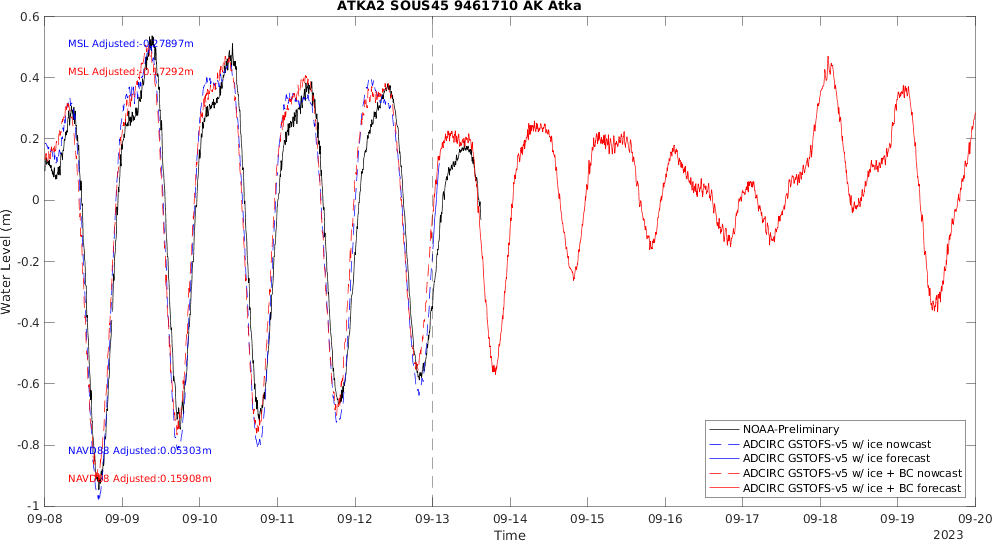 ATKA2 SOUS45 9461710 AK Atka
0.6
0.4
0.2
0
-0.2
-0.4
-0.6
-0.8
-1
Water Level (m)
MSL Adjusted:-0.27897m
MSL Adjusted:-0.17292m
NAVD88 Adjusted:0.05303m
NAVD88 Adjusted:0.15908m
NOAA-Preliminary
ADCIRC GSTOFS-v5 w/ ice nowcast
ADCIRC GSTOFS-v5 w/ ice forecast
ADCIRC GSTOFS-v5 w/ ice + BC nowcast
ADCIRC GSTOFS-v5 w/ ice + BC forecast
09-08 09-09 09-10 09-11 09-12 09-13 09-14 09-15 09-16 09-17 09-18 09-19 09-20
Time
2023